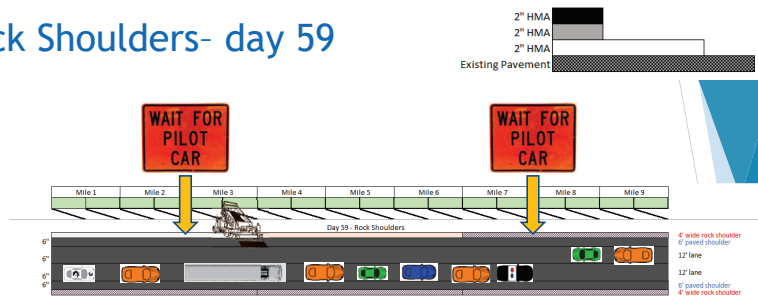 ck Shoulders– day 59
2" HMA
2" HMA
2" HMA
Existing Pavement
WAIT FOR
PILOT
CAR
WAIT FOR
PILOT
CAR
Mile 1 Mile 2 Mile 3 Mile 4 Mile 5 Mile 6 Mile 7 Mile 8 Mile 9
Day 59 - Rock Shoulders
4' wide rock shoulder
6' paved shoulder
6"
12' lane
6"
12' lane
6"
6"
6' paved shoulder
4' wide rock shoulder